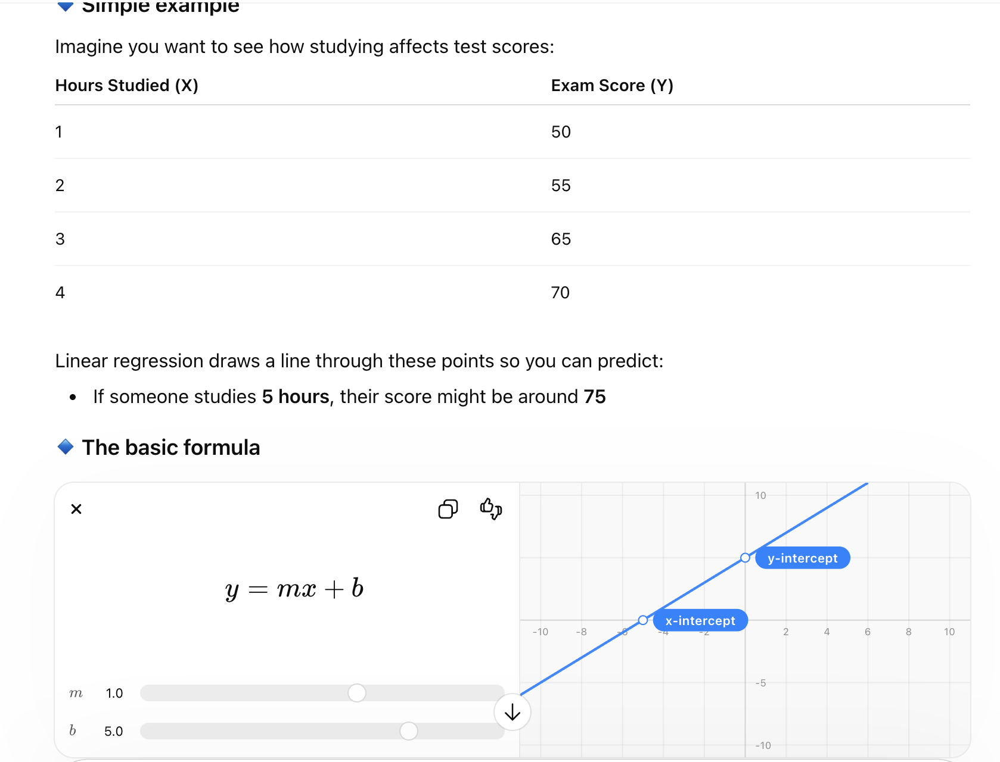 Simple example
Imagine you want to see how studying affects test scores:
Hours Studied (X) Exam Score (Y)
1 50
2 55
3 65
4 70
Linear regression draws a line through these points so you can predict:
• If someone studies 5 hours, their score might be around 75
The basic formula
y = mx + b
m 1.0
b 5.0
10
y-intercept
x-intercept
-10 -8 -6 -4 -2 2 4 6 8 10
-5
-10